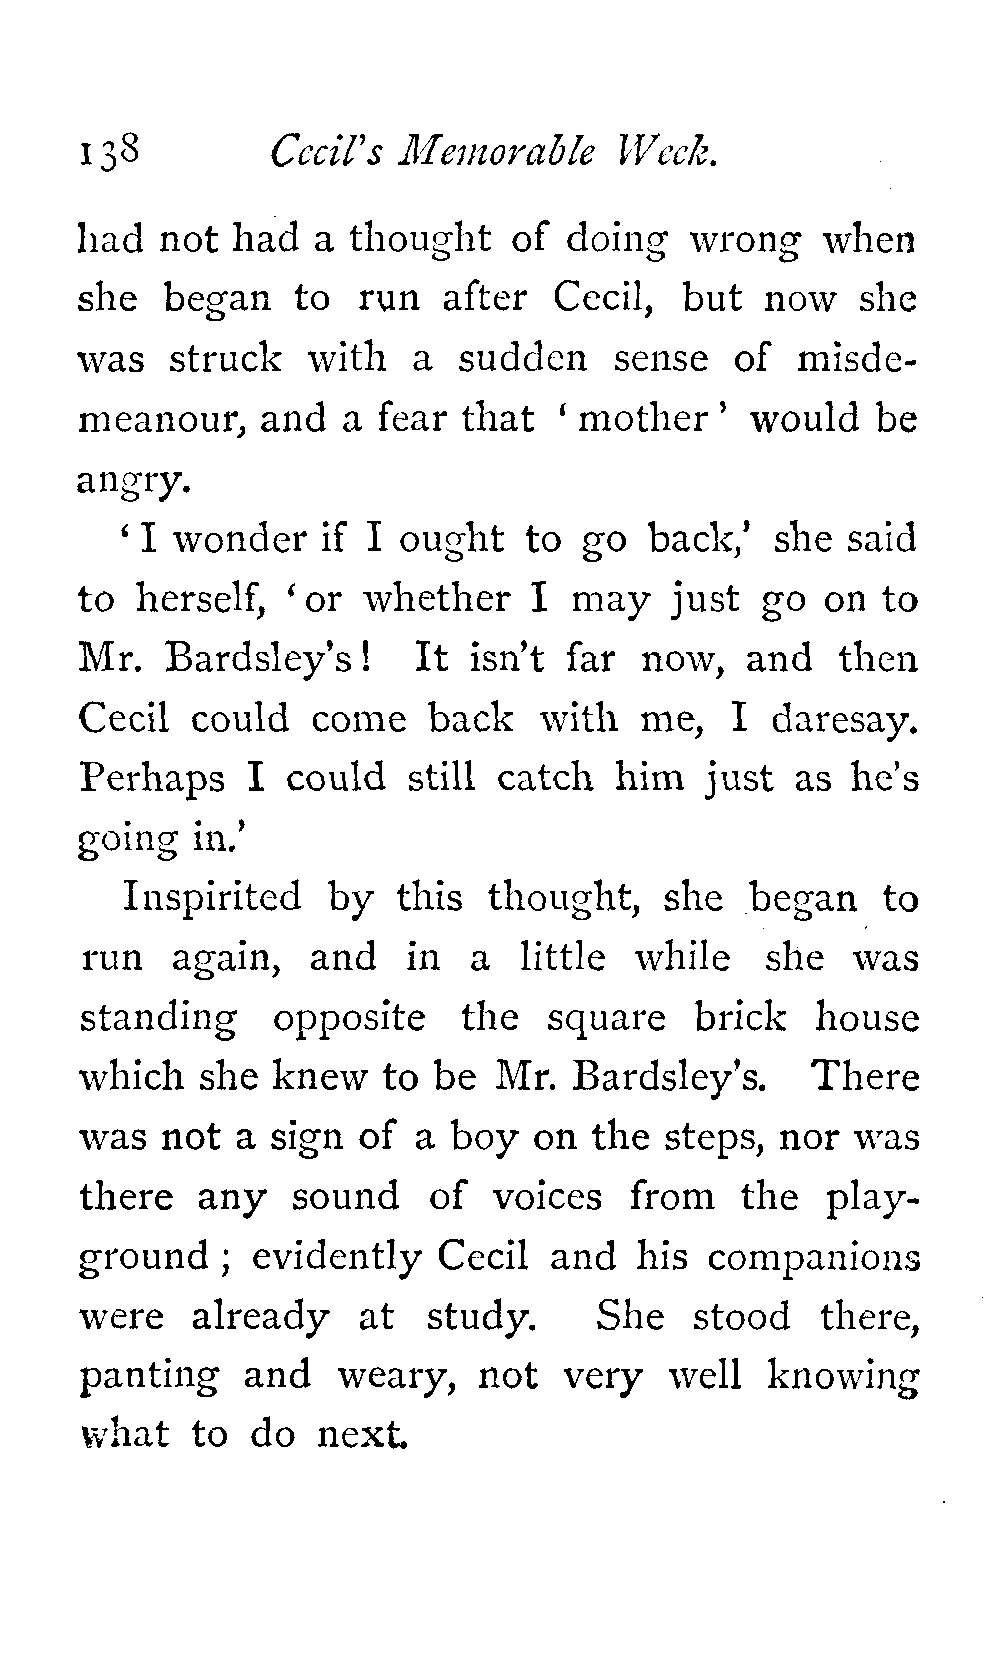 138 Cecil's Memorable Week.
had not had a thought of doing wrong when
she began to run after Cecil, but now she
was struck with a sudden sense of misde-
meanour, and a fear that ‘ mother ’ would be
angry.
‘ I wonder if I ought to go back,’ she said
to herself, ‘ or whether I may just go on to
Mr. Bardsley’s ! It isn’t far now, and then
Cecil could come back with me, I daresay.
Perhaps I could still catch him just as he’s
going in.’
Inspirited by this thought, she began to
run again, and in a little while she was
standing opposite the square brick house
which she knew to be Mr. Bardsley’s. There
was not a sign of a boy on the steps, nor was
there any sound of voices from the play-
ground ; evidently Cecil and his companions
were already at study. She stood there,
panting and weary, not very well knowing
what to do next.